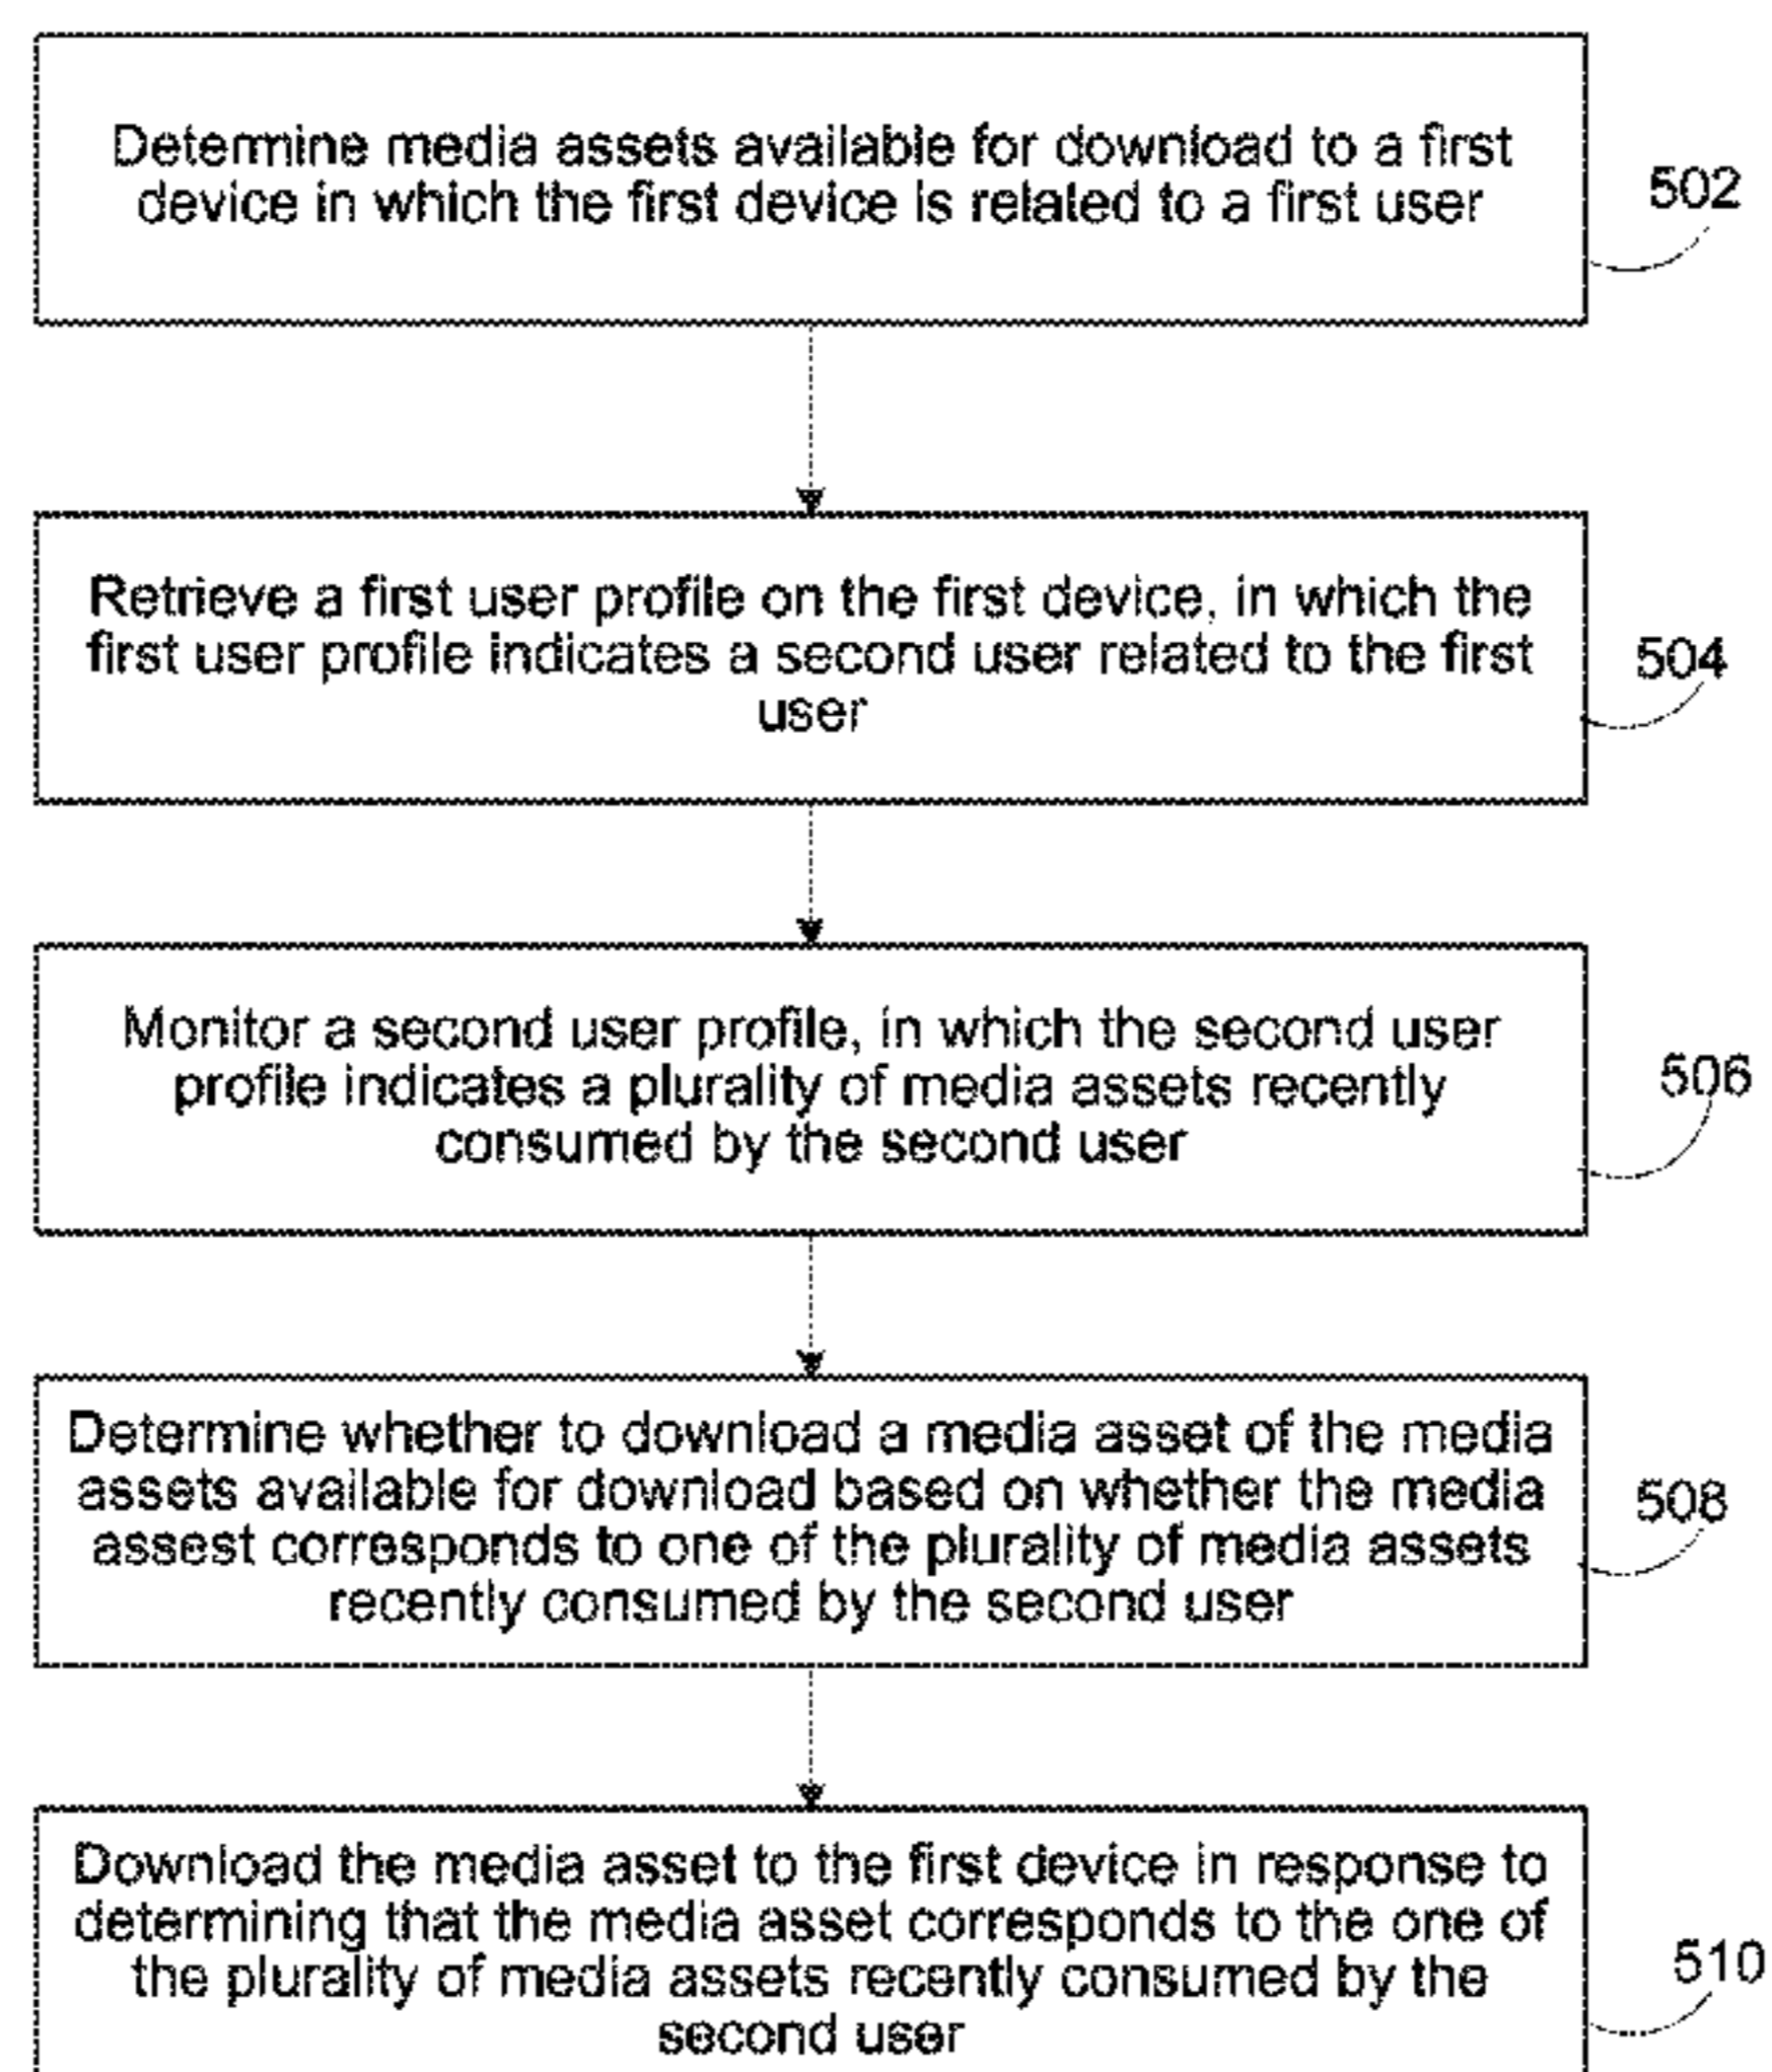 Determine media assets available for download to a first
device in which the first device is related to a first user
502
Retrieve a first user profile on the first device, in which the
first user profile indicates a second user related to the first
user
504
Monitor a second user profile, in which the second user
profile indicates a plurality of media assets recently
consumed by the second user
506
Determine whether to download a media asset of the media
assets available for download based on whether the media
assest corresponds to one of the plurality of media assets
recently consumed by the second user
508
Download the media asset to the first device in response to
determining that the media asset corresponds to the one of
the plurality of media assets recently consumed by the
second user
510